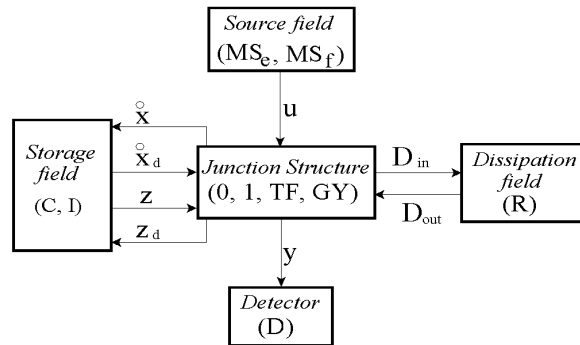 Source field
(MSe, MSf)
u
x̊
Storage field
x̊d
(C, I)
z
zd
Junction Structure
(0, 1, TF, GY)
Din
Dout
Dissipation field
(R)
y
Detector
(D)